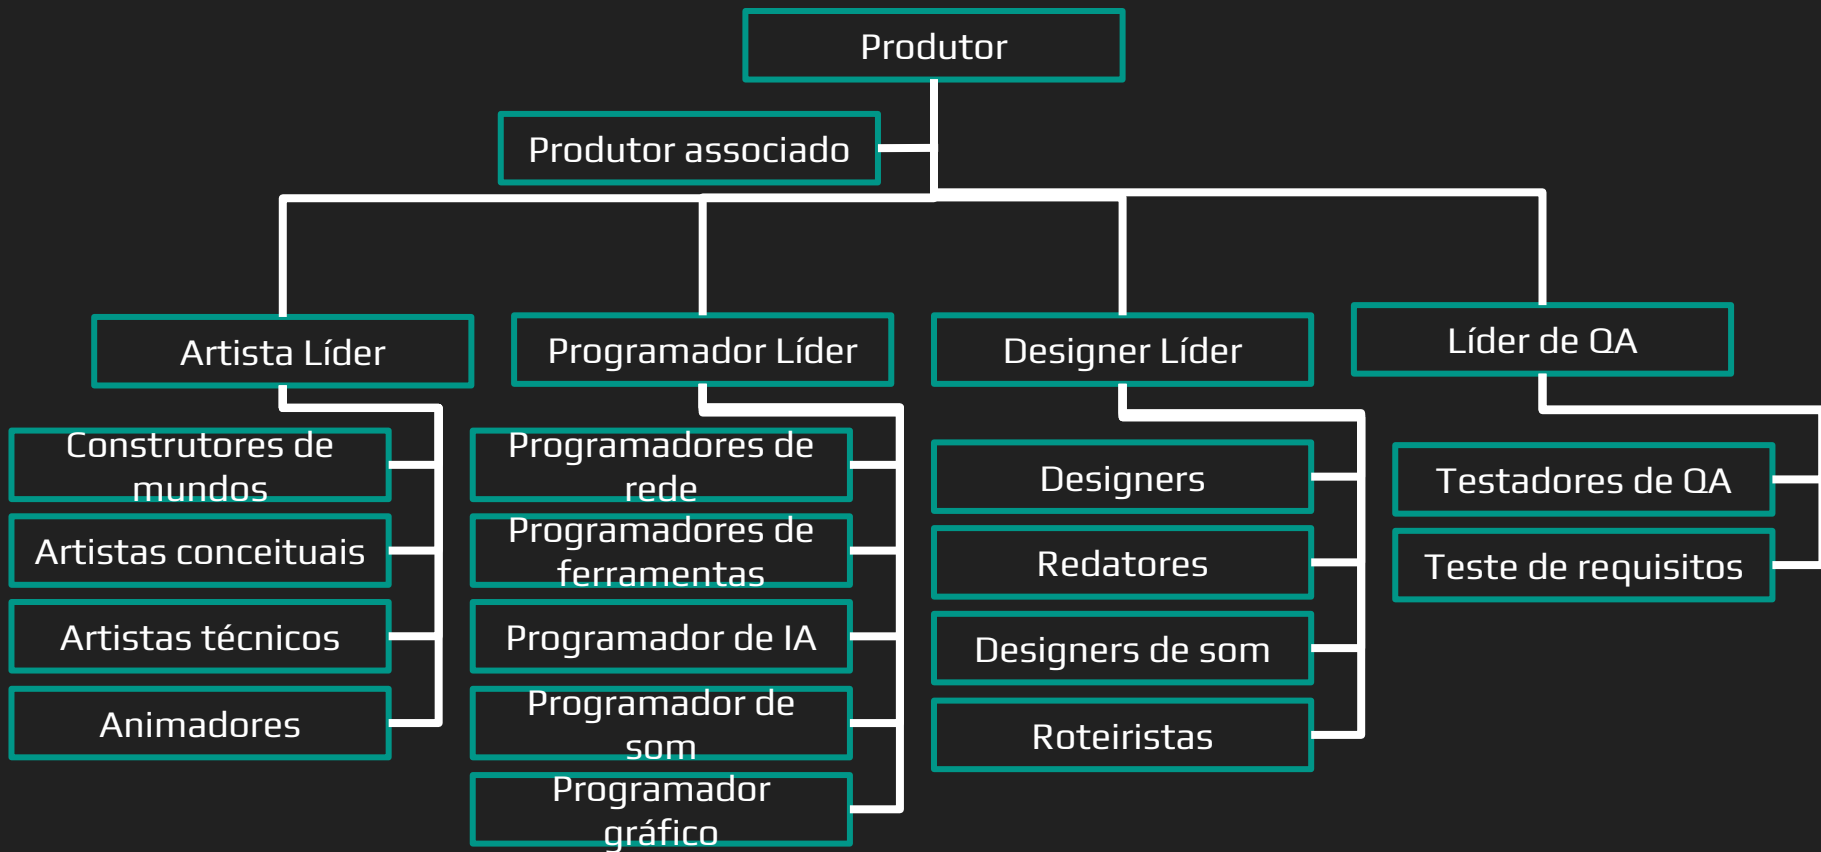 Produtor
Produtor associado
Artista Líder
Programador Líder
Designer Líder
Líder de QA
Construtores de
mundos
Artistas conceituais
Artistas técnicos
Animadores
Programadores de
rede
Programadores de
ferramentas
Programador de IA
Programador de
som
Programador
gráfico
Designers
Redatores
Designers de som
Roteiristas
Testadores de QA
Teste de requisitos